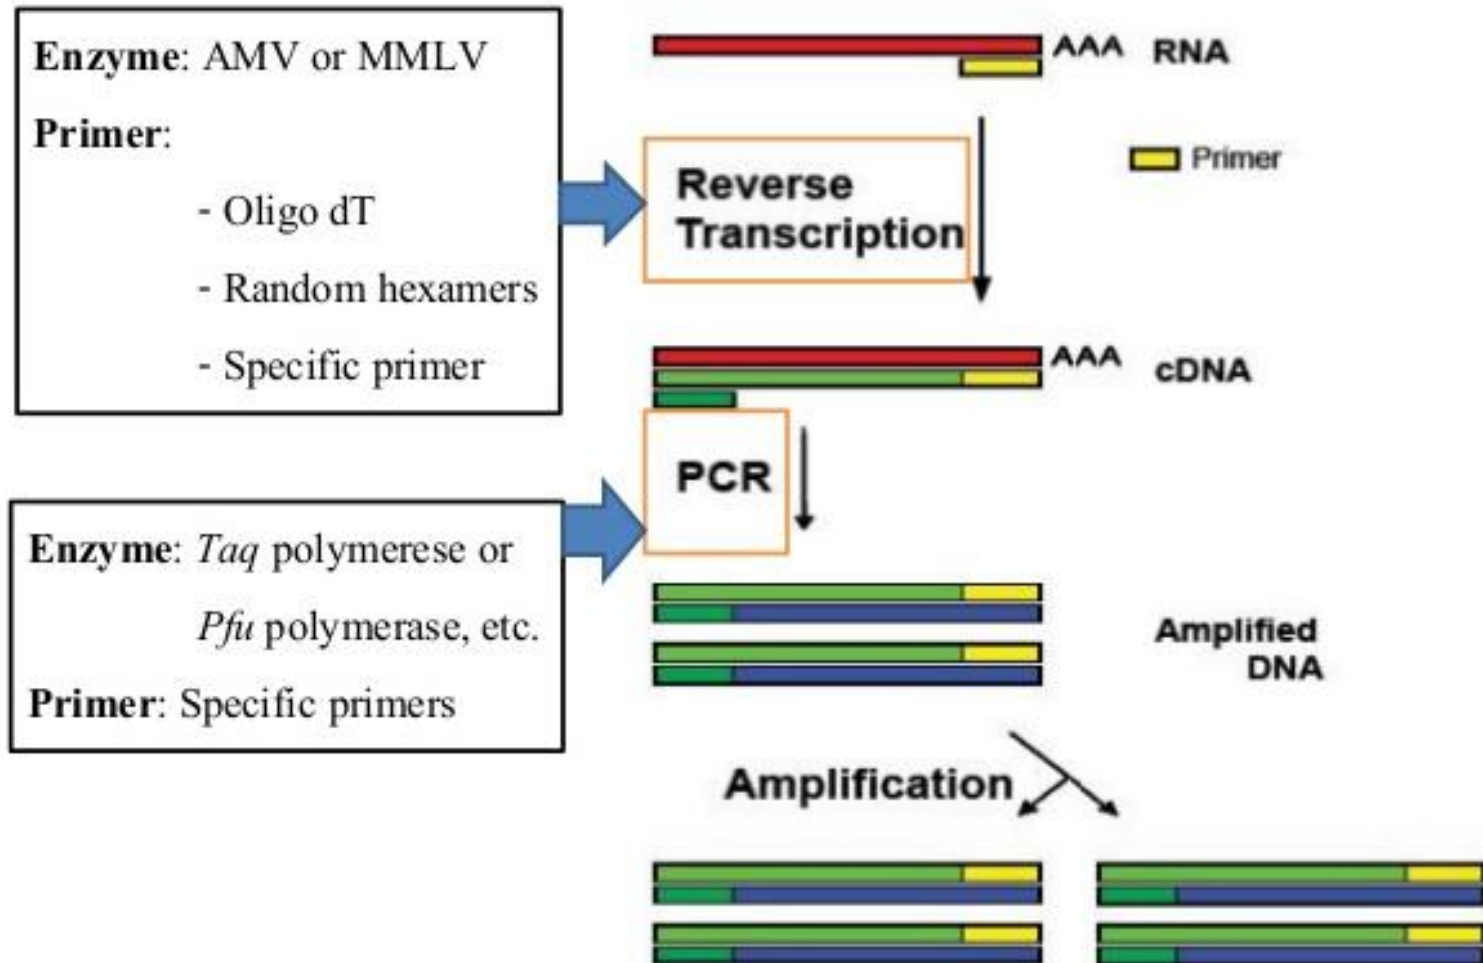 Enzyme: AMV or MMLV
Primer:
- Oligo dT
- Random hexamers
- Specific primer
AAA RNA
Primer
Reverse
Transcription
AAA cDNA
PCR
Enzyme: Taq polymerese or
Pfu polymerase, etc.
Primer: Specific primers
Amplified
DNA
Amplification